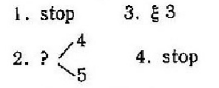 1. stop
2. ? 4
5
3. ξ 3
4. stop